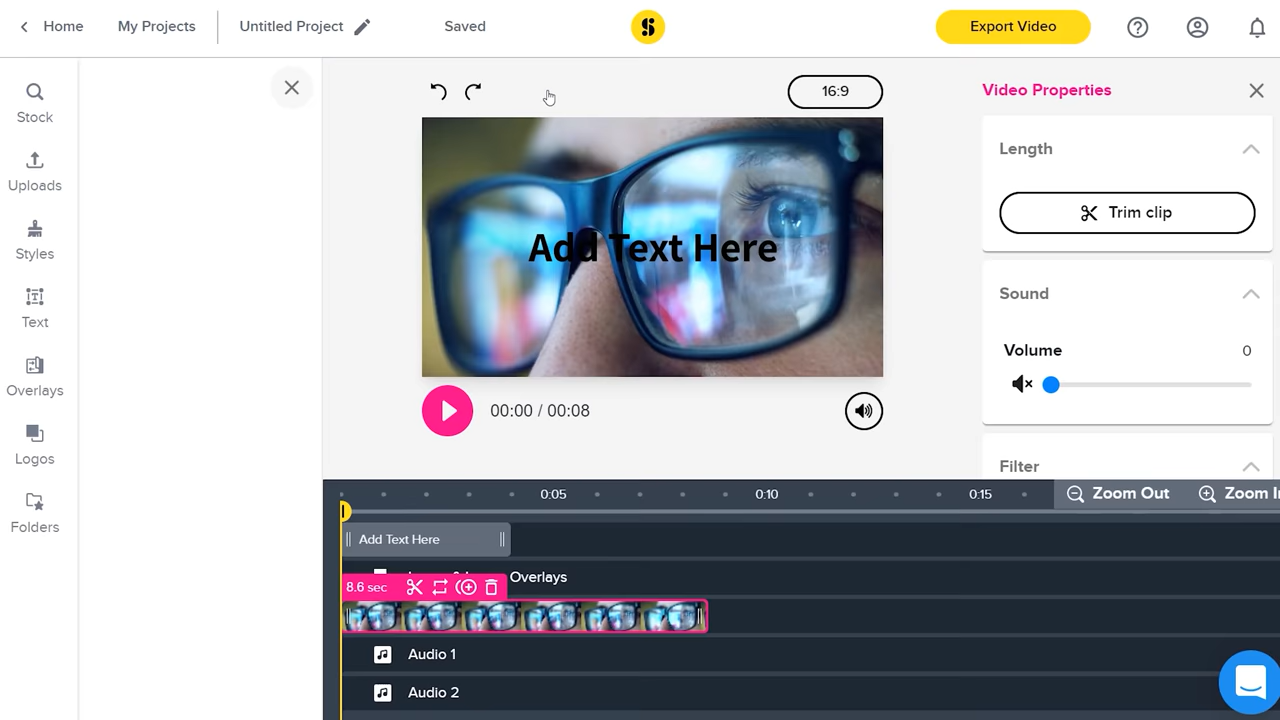 Home
My Projects
Untitled Project
Saved
Export Video
Stock
Uploads
Styles
Text
Overlays
Logos
Folders
16:9
Add Text Here
00:00 / 00:08
Video Properties
Length
Trim clip
Sound
Volume
0
Filter
0:05
0:10
0:15
Zoom Out
Zoom In
Add Text Here
Overlays
8.6 sec
Audio 1
Audio 2